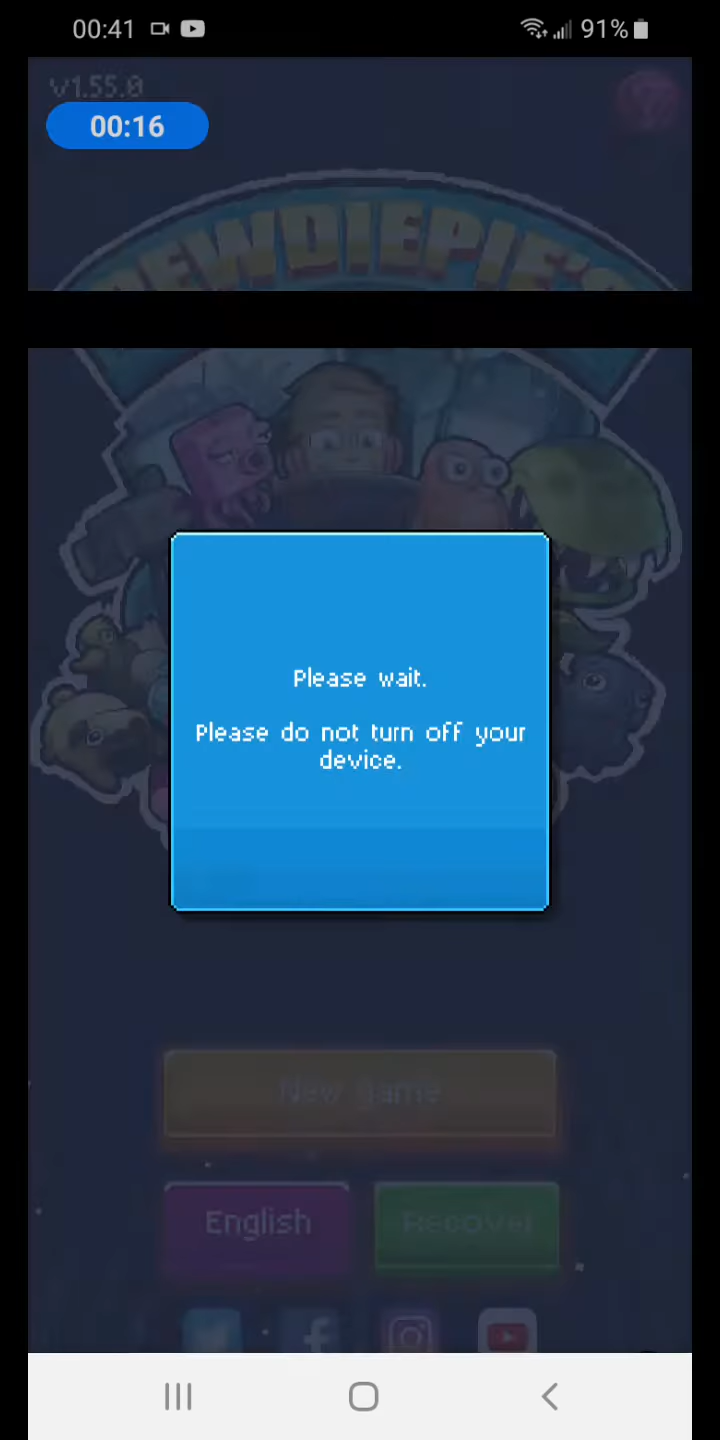 00:41
91%
v1.55.0
00:16
PEWDIEPIE'S
Please wait.
Please do not turn off your
device.
New game
English
Recover